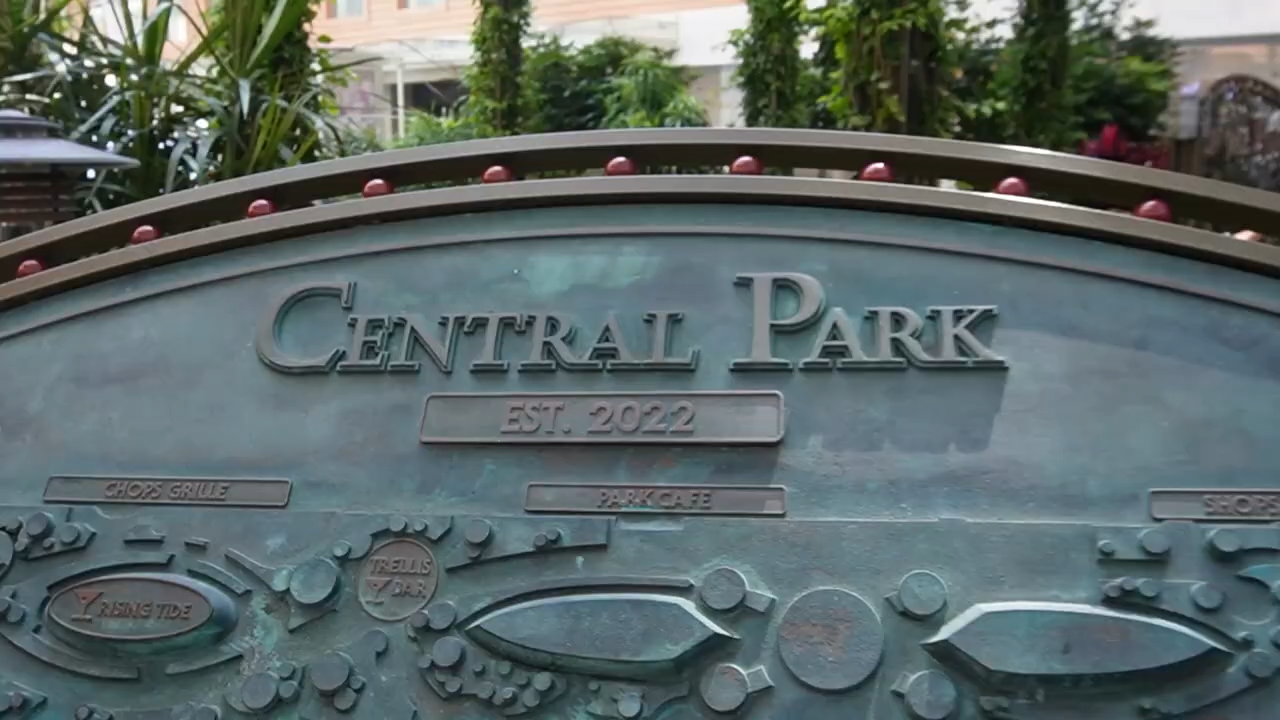 CENTRAL PARK
EST. 2022
CHOPS GRILLE
PARK CAFE
SHOPS
TRELLIS
BAR
RISING TIDE